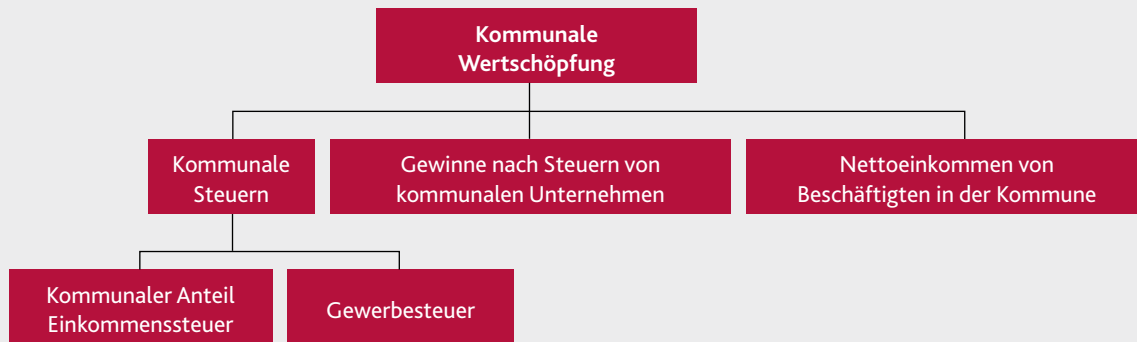 Kommunale
Wertschöpfung
Kommunale
Steuern
Gewinne nach Steuern von
kommunalen Unternehmen
Nettoeinkommen von
Beschäftigten in der Kommune
Kommunaler Anteil
Einkommenssteuer
Gewerbesteuer